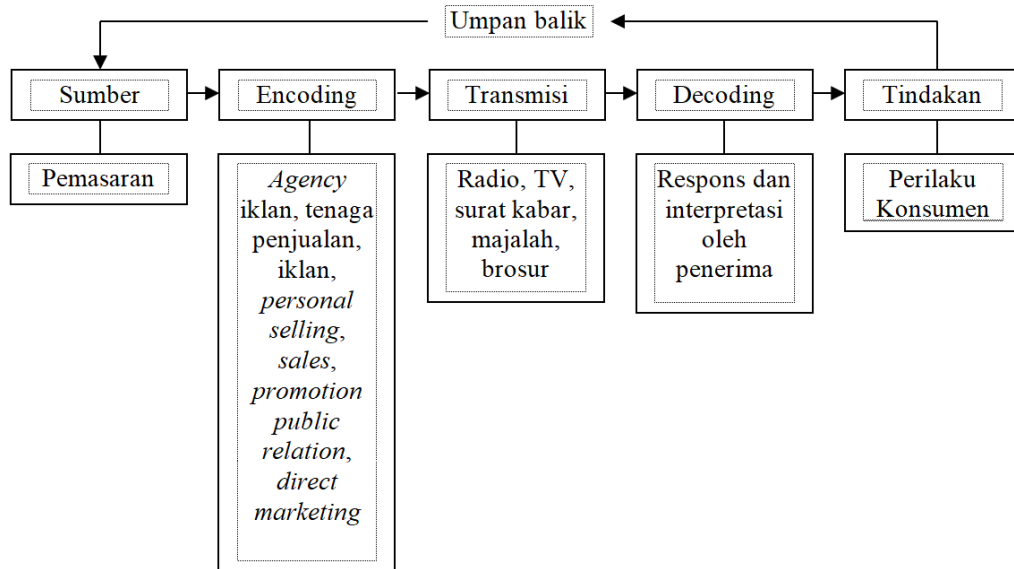 Umpan balik
Sumber
Encoding
Transmisi
Decoding
Tindakan
Pemasaran
Agency
iklan, tenaga
penjualan,
iklan,
personal
selling,
sales,
promotion
public
relation,
direct
marketing
Radio, TV,
surat kabar,
majalah,
brosur
Respons dan
interpretasi
oleh
penerima
Perilaku
Konsumen